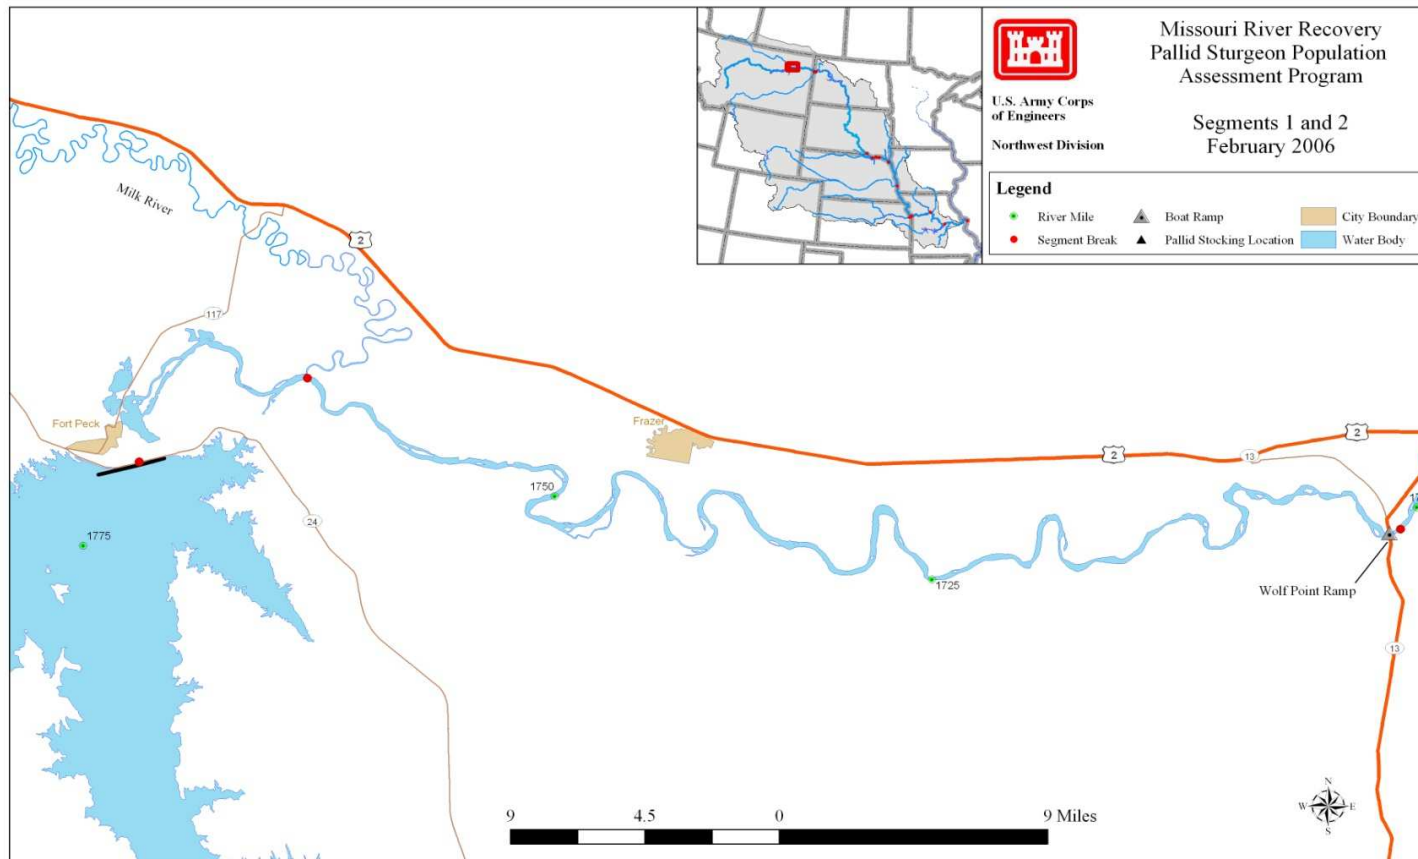 Missouri River Recovery
Pallid Sturgeon Population
Assessment Program
Segments 1 and 2
February 2006
U.S. Army Corps
of Engineers
Northwest Division
Legend
River Mile
Boat Ramp
City Boundary
Segment Break
Pallid Stocking Location
Water Body
Milk River
2
117
Fort Peck
Frazer
2
13
2
1750
24
1775
1725
Wolf Point Ramp
13
N
W
E
S
9
4.5
0
9 Miles